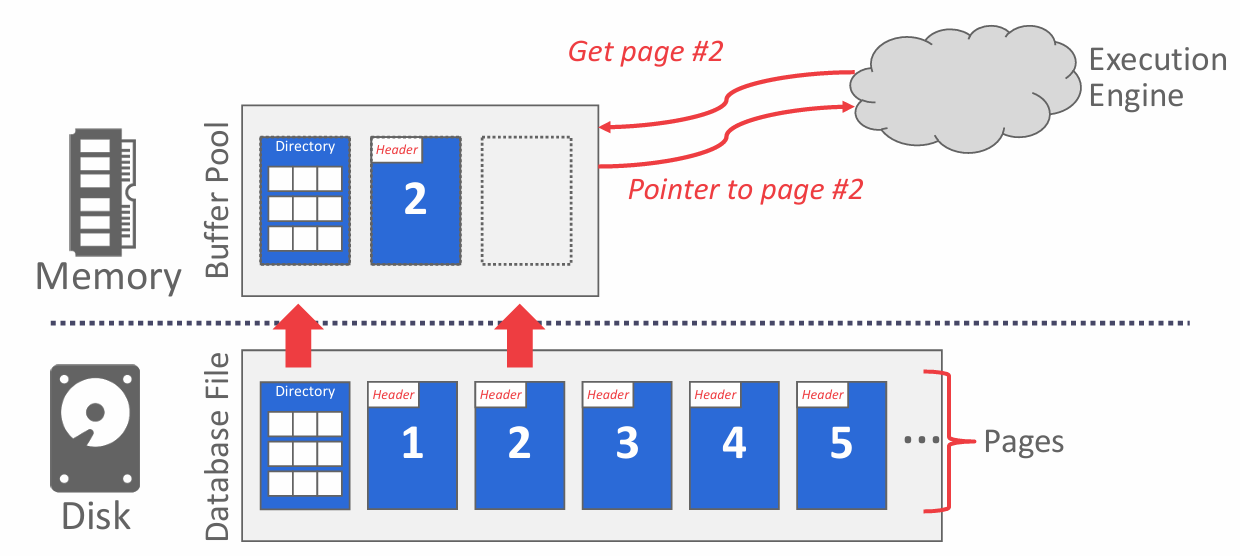 Get page #2
Execution
Engine
Directory
Header
2
Buffer Pool
Pointer to page #2
Memory
Directory
Header
1
Header
2
Header
3
Header
4
Header
5
...
Pages
Database File
Disk